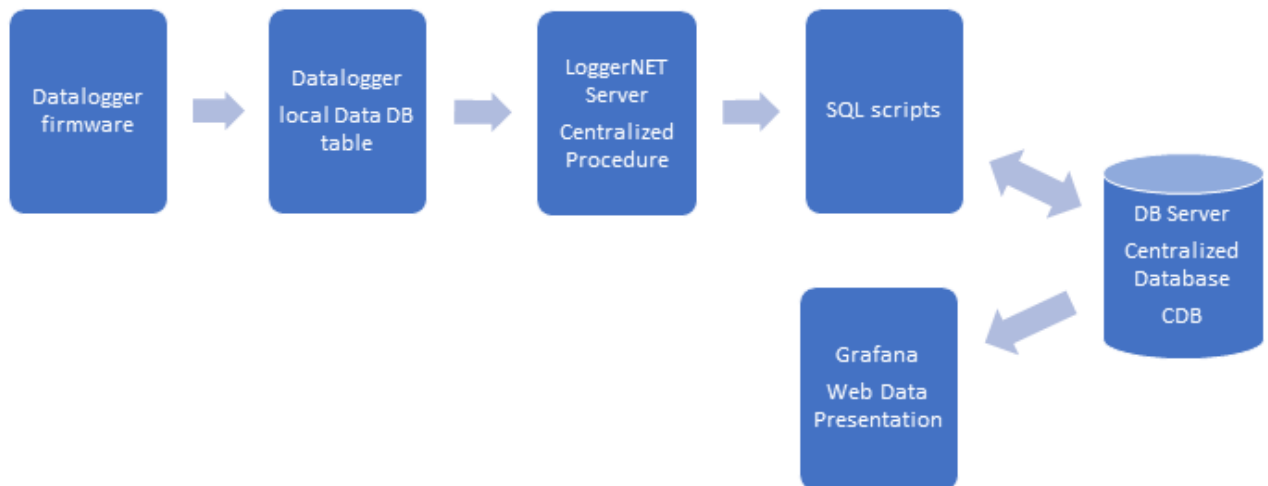 Datalogger
firmware
Datalogger
local Data DB
table
LoggerNET
Server
Centralized
Procedure
SQL scripts
DB Server
Centralized
Database
CDB
Grafana
Web Data
Presentation